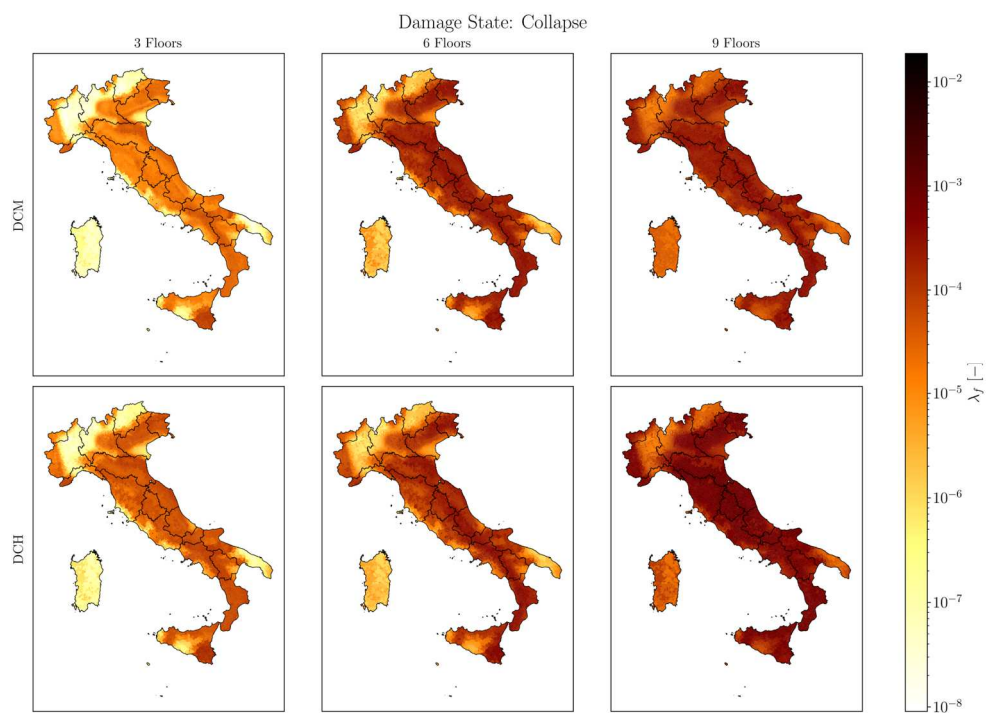 Damage State: Collapse
3 Floors
6 Floors
9 Floors
DCM
DCH
10⁻²
10⁻³
10⁻⁴
10⁻⁵
10⁻⁶
10⁻⁷
10⁻⁸
λf [−]